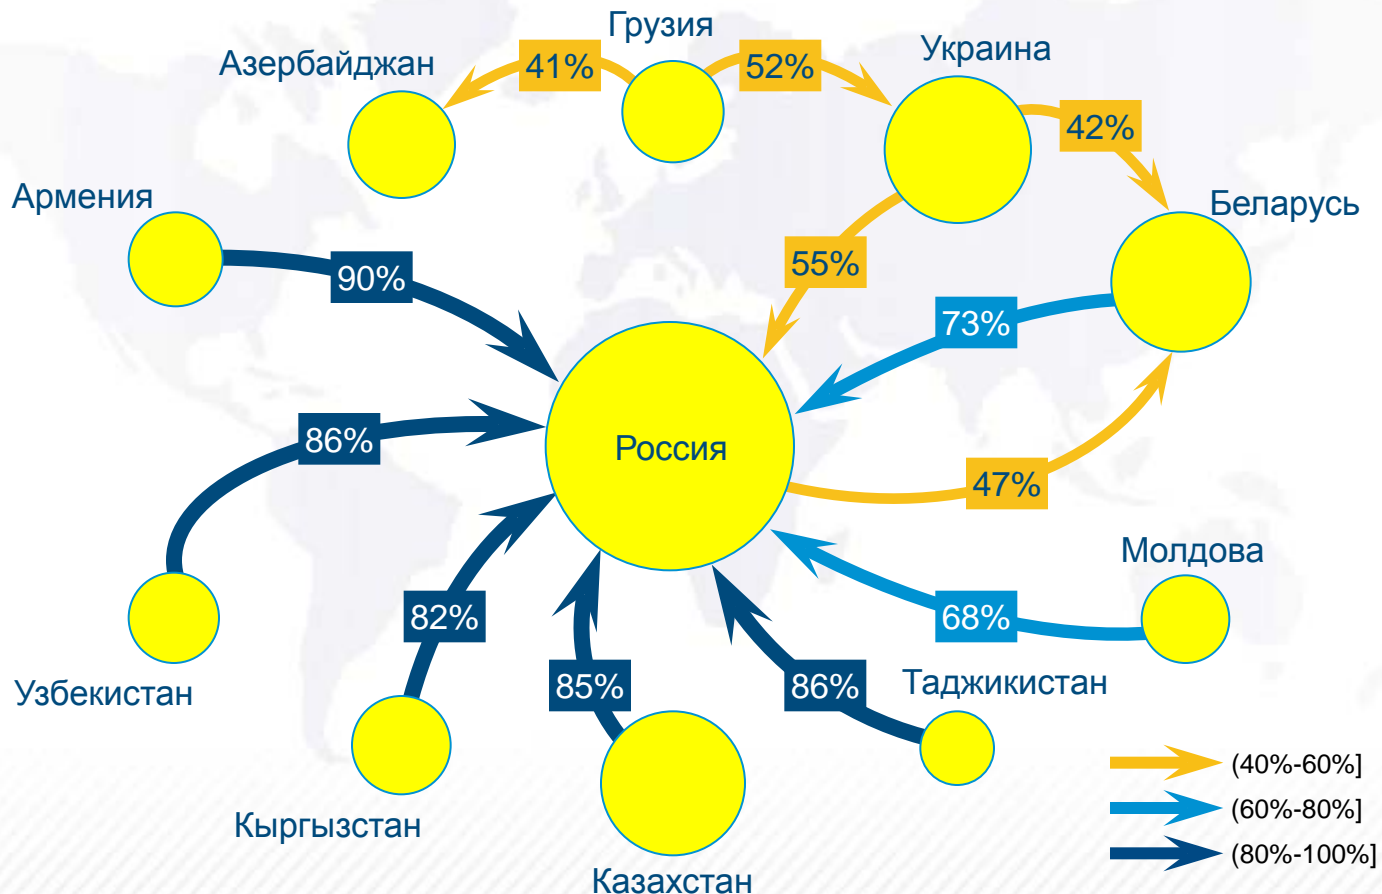 Грузия
Украина
Азербайджан
41%
52%
42%
Армения
Беларусь
55%
90%
73%
86%
Россия
47%
Молдова
82%
68%
85%
86%
Таджикистан
Узбекистан
(40%-60%]
(60%-80%]
Кыргызстан
(80%-100%]
Казахстан